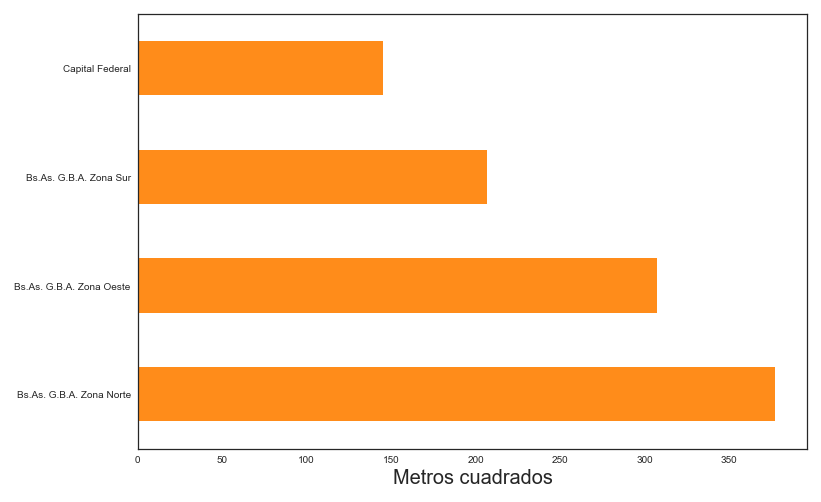 Capital Federal
Bs.As. G.B.A. Zona Sur
Bs.As. G.B.A. Zona Oeste
Bs.As. G.B.A. Zona Norte
0 50 100 150 200 250 300 350
Metros cuadrados